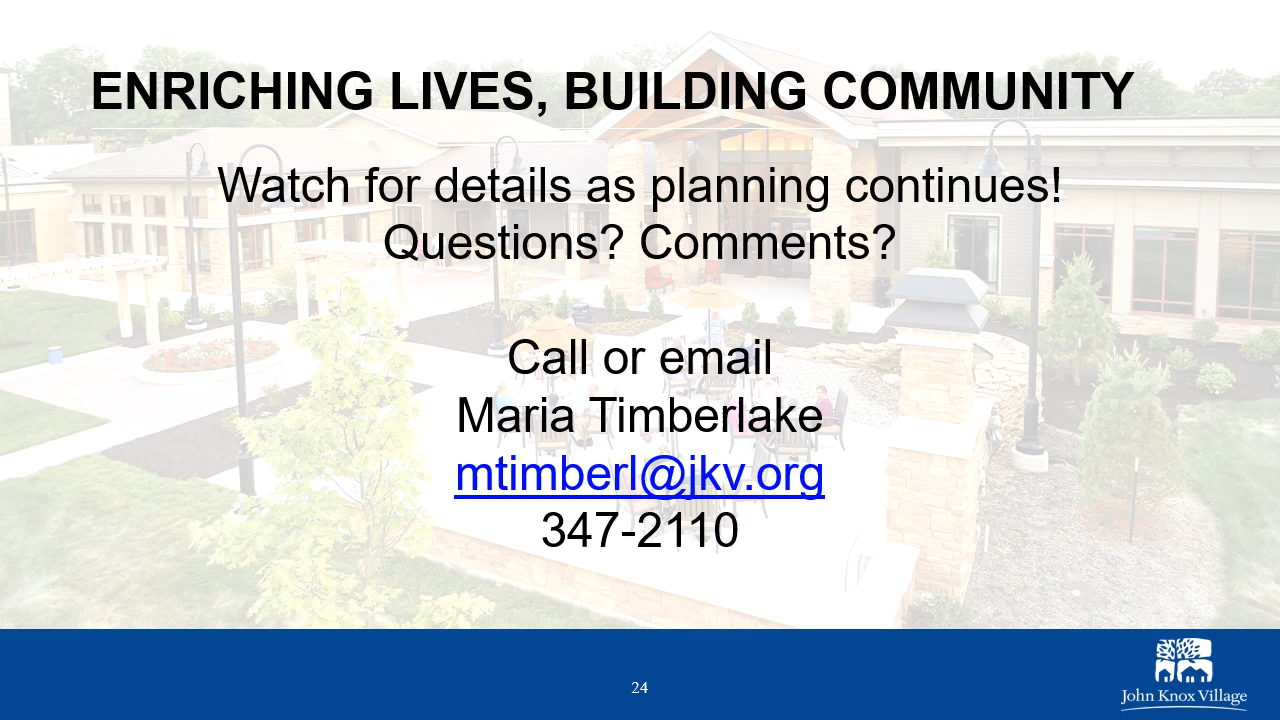 ENRICHING LIVES, BUILDING COMMUNITY
Watch for details as planning continues!
Questions? Comments?
Call or email
Maria Timberlake
mtimberl@jkv.org
347-2110
24
John Knox Village